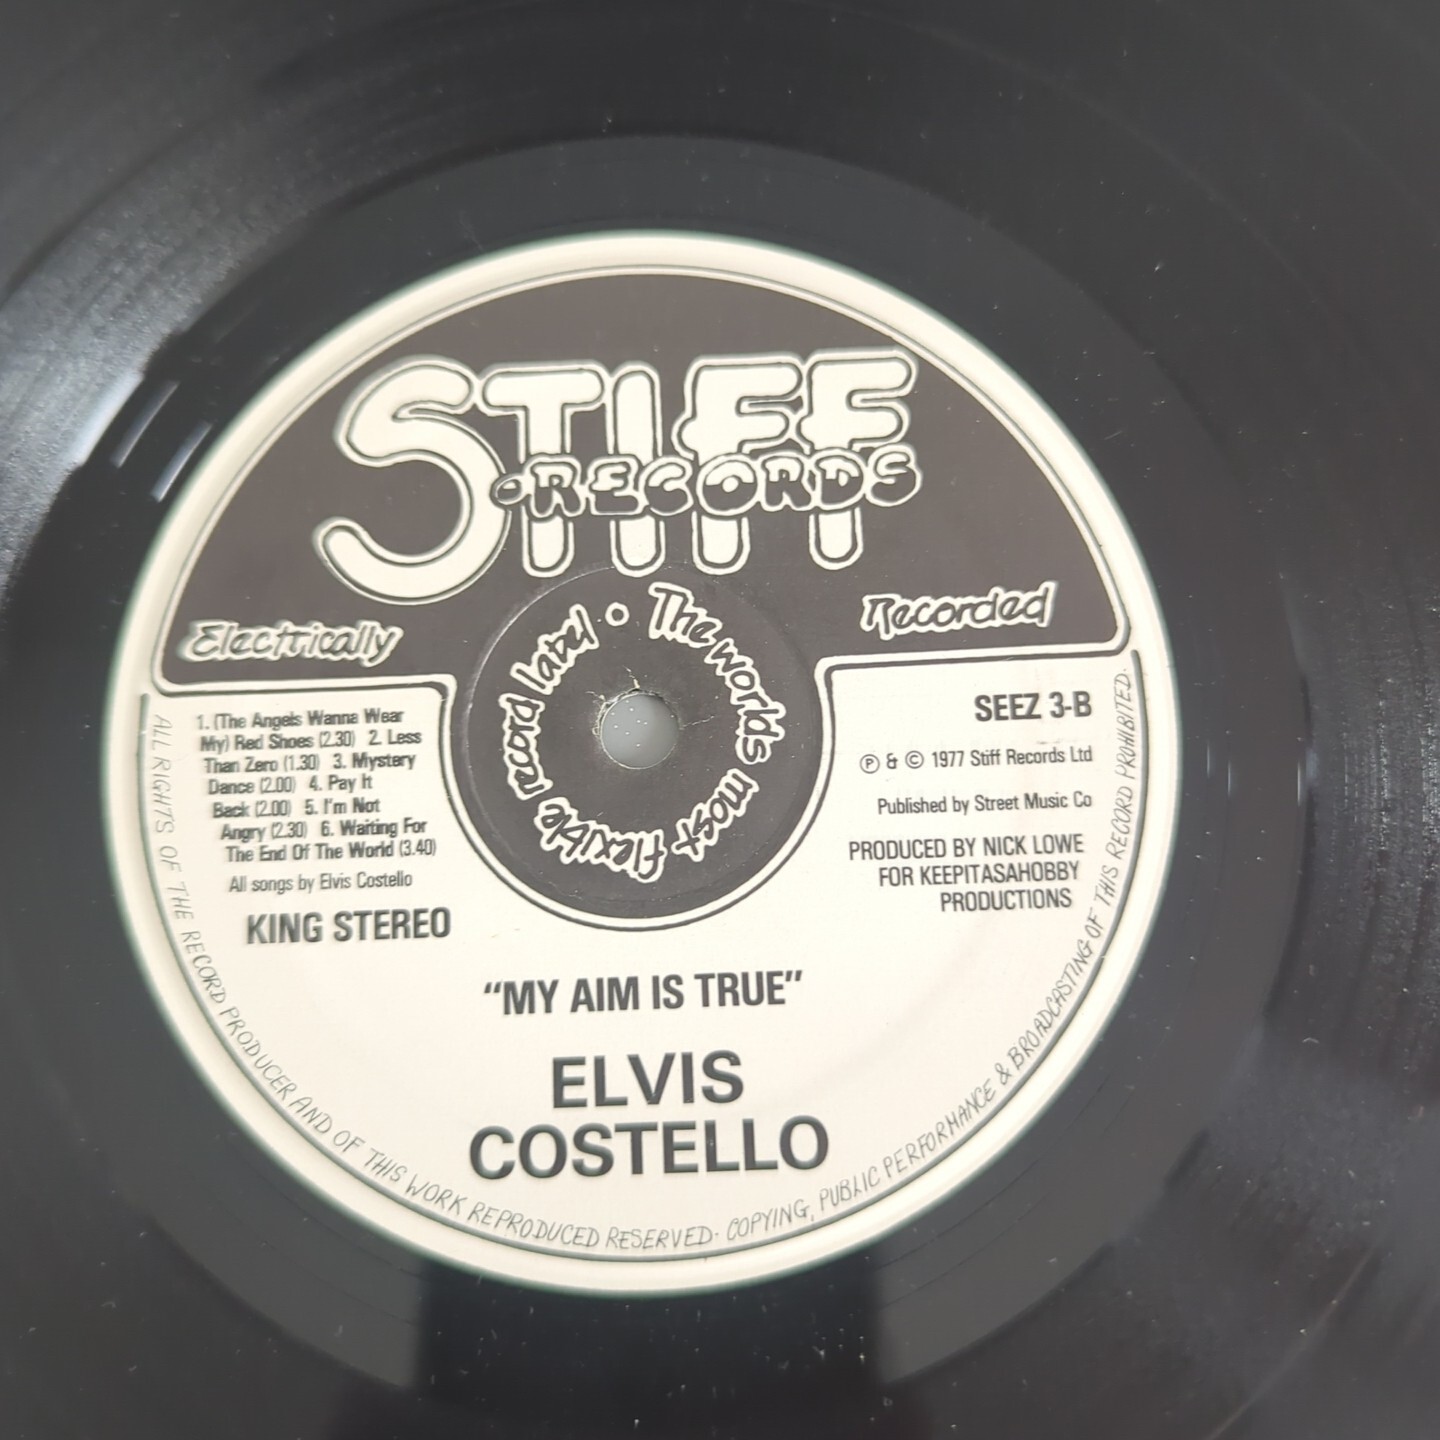 STIFF
·RECORDS
Electrically
Recorded
The worlds most flexible record label ·
1. (The Angels Wanna Wear
My) Red Shoes (2.30) 2. Less
Than Zero (1.30) 3. Mystery
Dance (2.00) 4. Pay It
Back (2.00) 5. I'm Not
Angry (2.30) 6. Waiting For
The End Of The World (3.40)
All songs by Elvis Costello
KING STEREO
SEEZ 3-B
Ⓟ & © 1977 Stiff Records Ltd
Published by Street Music Co
PRODUCED BY NICK LOWE
FOR KEEPITASAHOBBY
PRODUCTIONS
"MY AIM IS TRUE"
ELVIS
COSTELLO
ALL RIGHTS OF THE RECORD PRODUCER AND OF THIS WORK REPRODUCED RESERVED· COPYING, PUBLIC PERFORMANCE & BROADCASTING OF THIS RECORD PROHIBITED.